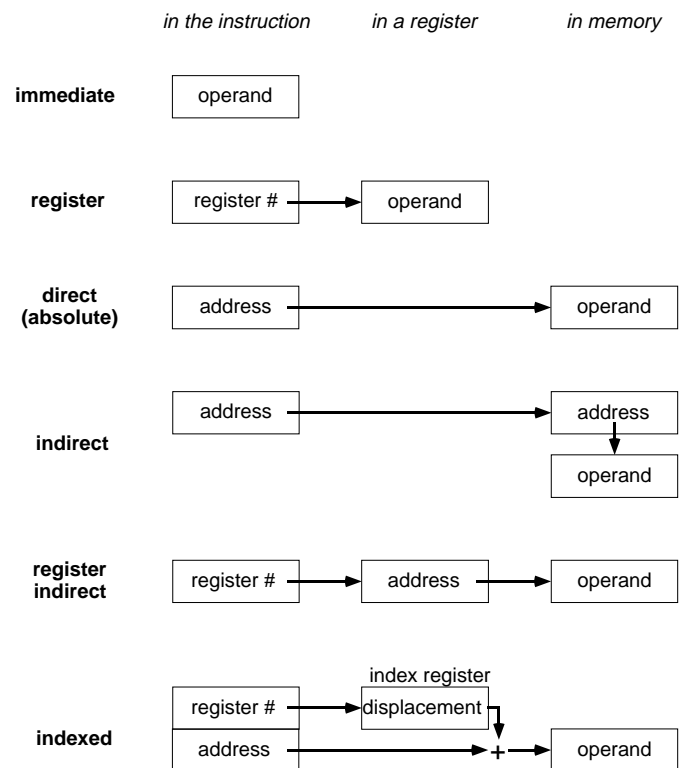 in the instruction in a register in memory
immediate operand
register register # operand
direct
(absolute) address operand
indirect address address
operand
register
indirect register # address operand
index register
register # displacement
indexed address + operand